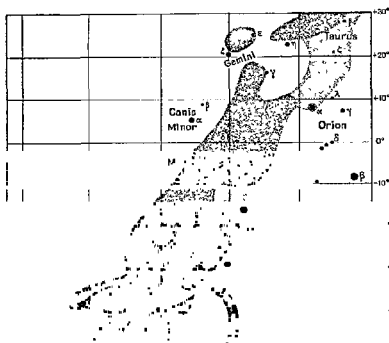 +30°
Taurus
ε
ζ
η
ζ
+20°
Gemini
γ
λ
α
+10°
Canis
β
γ
Minor
α
Orion
δ
δ
0°
M
-10°
β